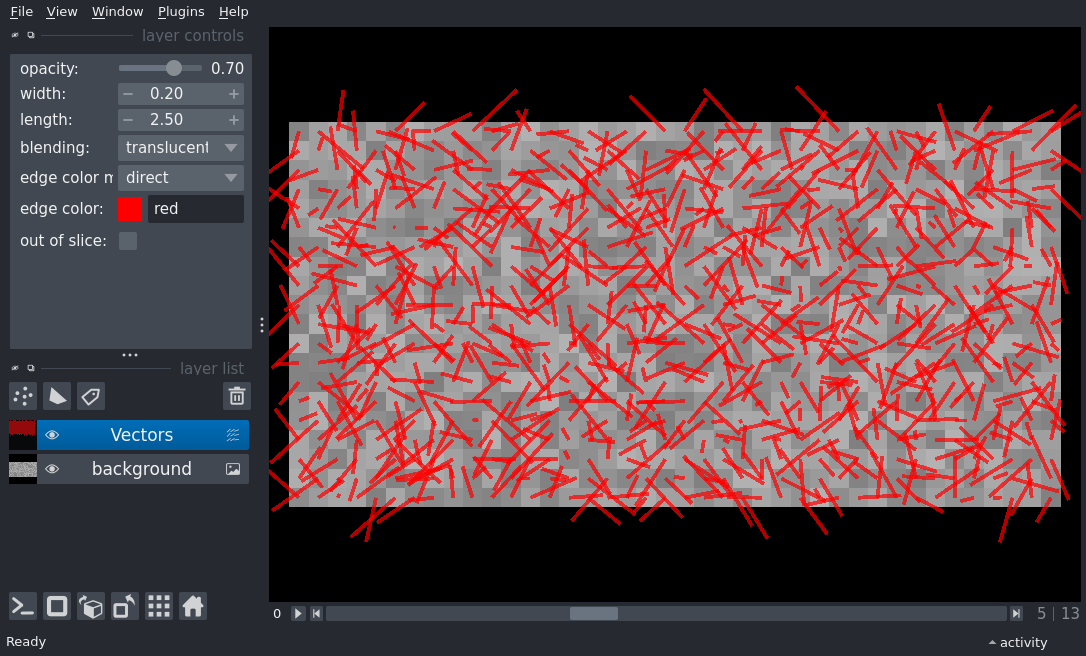 File View Window Plugins Help
layer controls
opacity: 0.70
width: − 0.20 +
length: − 2.50 +
blending: translucent
edge color m direct
edge color: red
out of slice:
layer list
Vectors
background
0 5 | 13
Ready activity